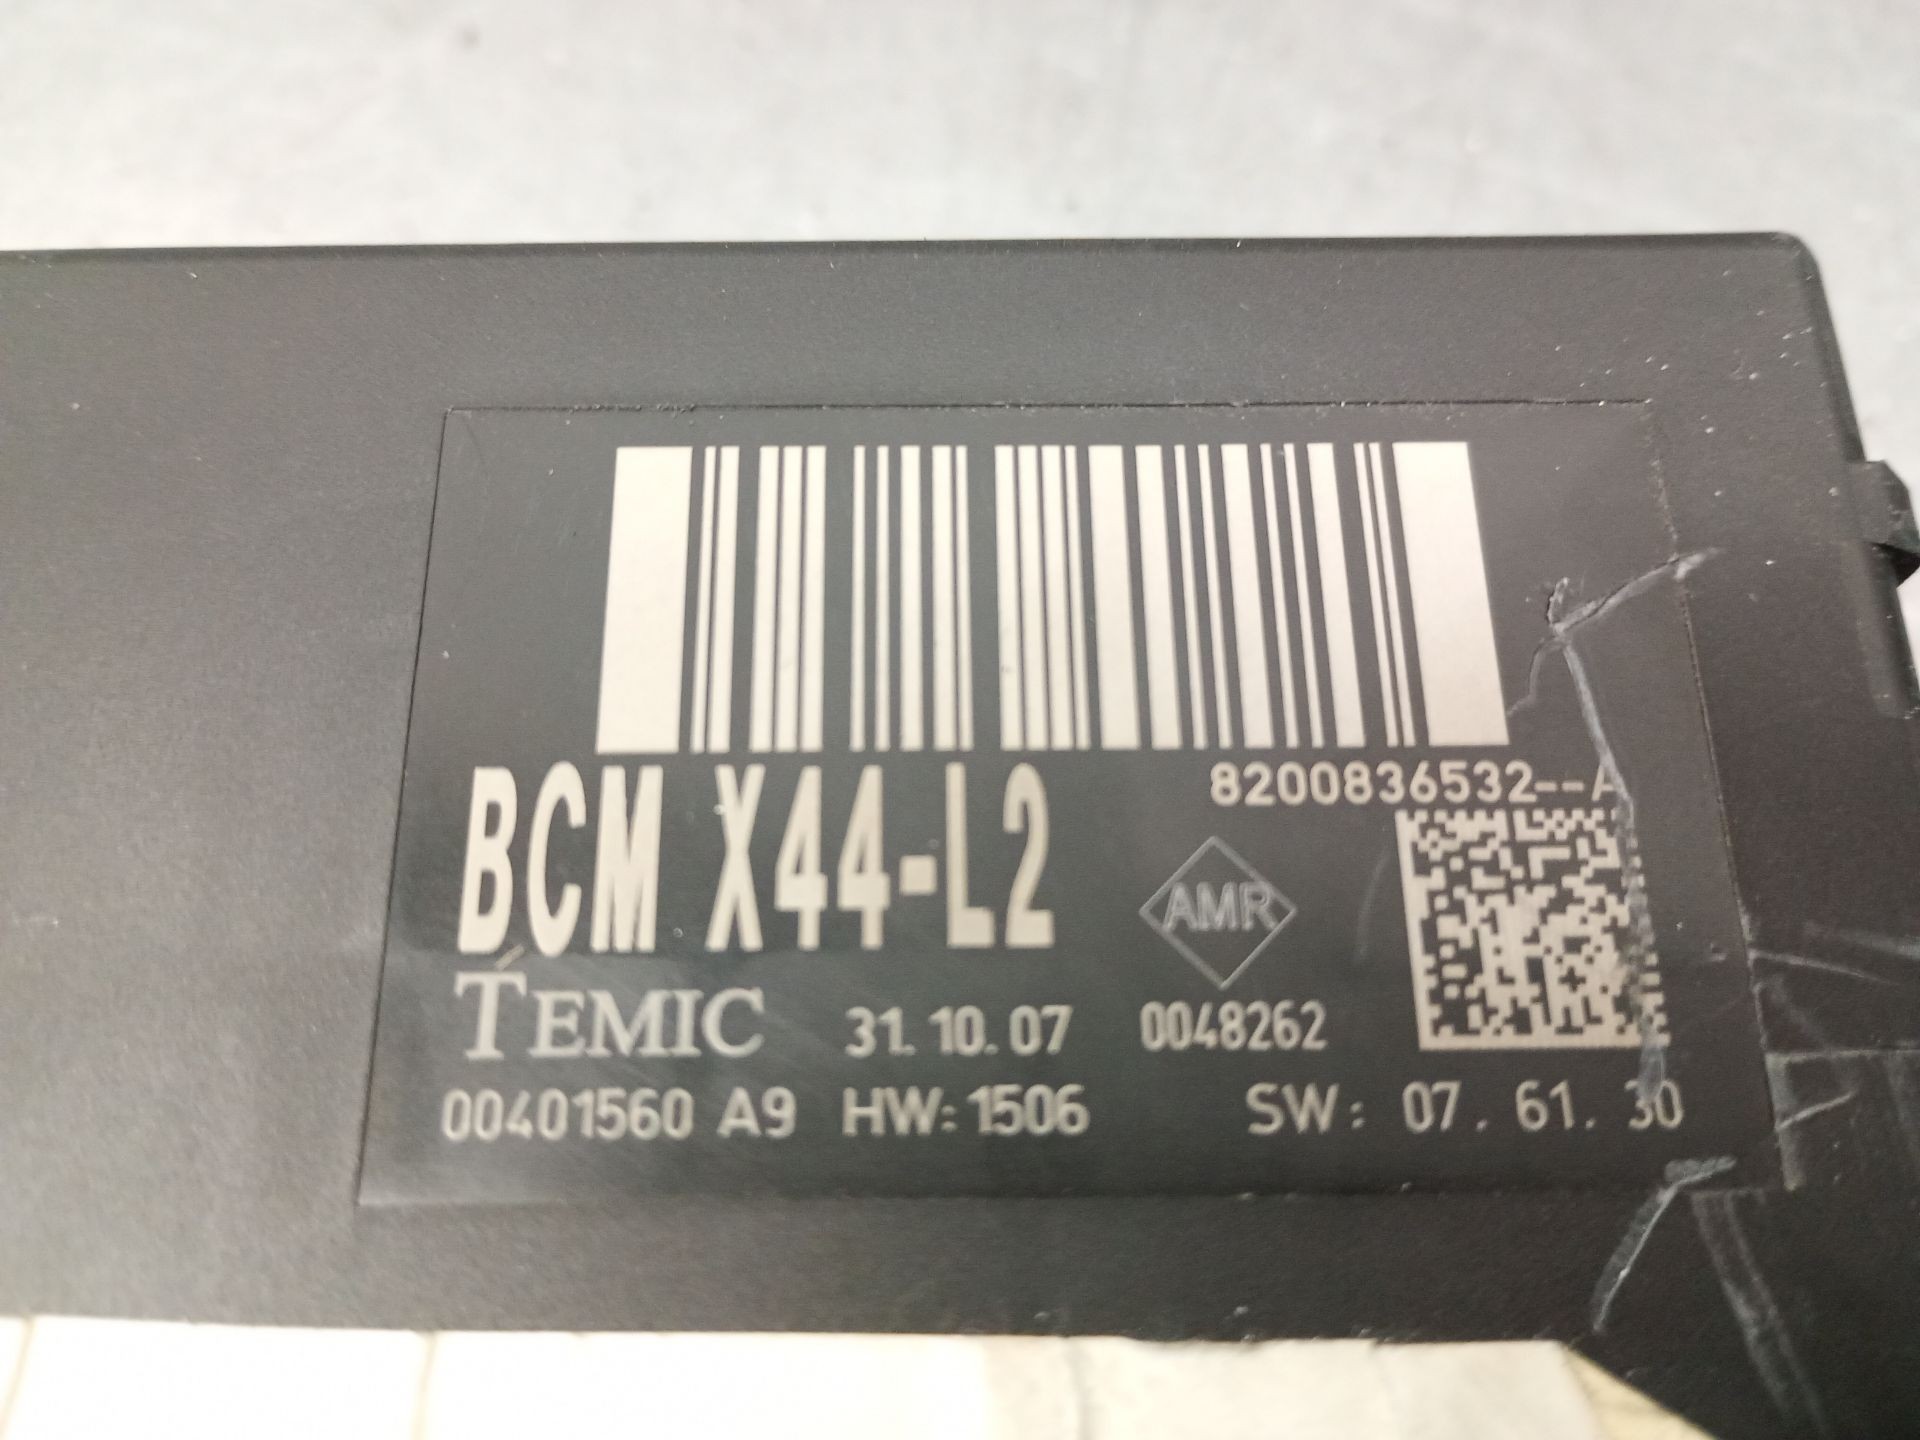 8200836532--A
BCM X44-L2
AMR
TEMIC 31.10.07 0048262
00401560 A9 HW:1506 SW: 07.61.30